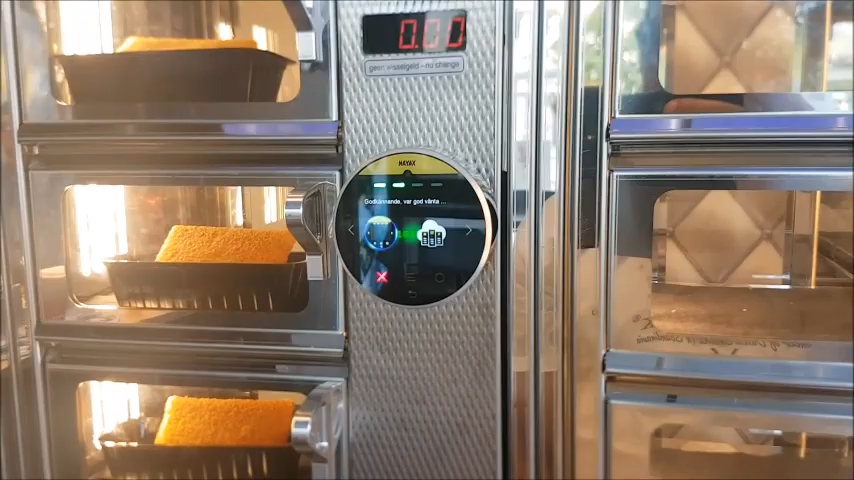 0.00
geen wisselgeld - no change
NAYAX
Godkännande, var god vänta ...